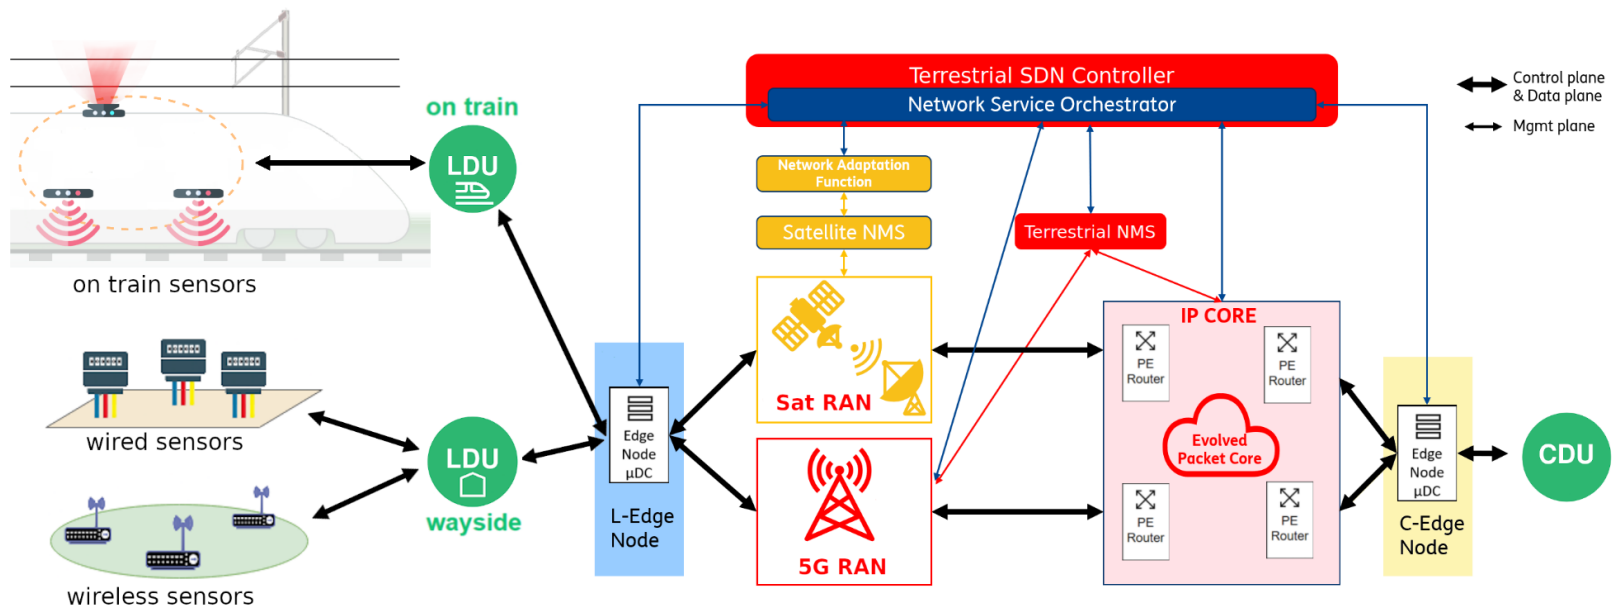 Terrestrial SDN Controller
Network Service Orchestrator
Control plane
& Data plane
Mgmt plane
on train
LDU
Network Adaptation
Function
Satellite NMS
Terrestrial NMS
on train sensors
IP CORE
PE
Router
PE
Router
Sat RAN
wired sensors
LDU
wayside
Edge
Node
µDC
L-Edge
Node
Evolved
Packet Core
Edge
Node
µDC
C-Edge
Node
CDU
PE
Router
PE
Router
5G RAN
wireless sensors